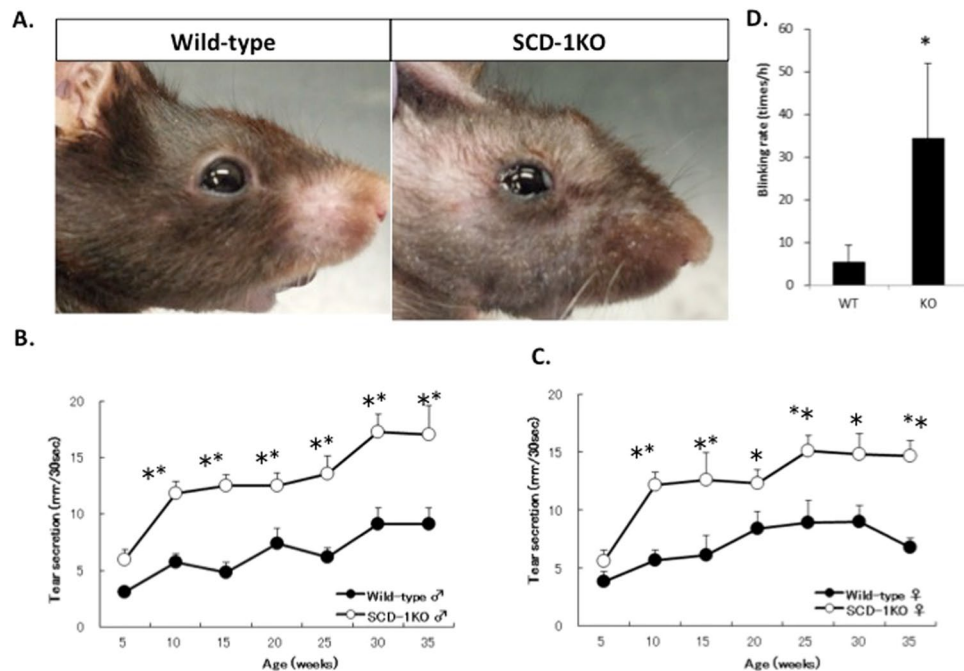 A.
Wild-type
SCD-1KO
D.
Blinking rate (times/h)
60
50
40
30
20
10
0
*
WT
KO
B.
Tear secretion (mm/30sec)
20
15
10
5
0
**
**
**
**
**
**
Wild-type ♂
SCD-1KO ♂
5 10 15 20 25 30 35
Age (weeks)
C.
Tear secretion (mm/30sec)
20
15
10
5
0
**
**
*
**
*
**
Wild-type ♀
SCD-1KO ♀
5 10 15 20 25 30 35
Age (weeks)